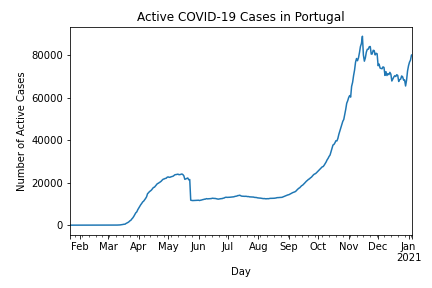 Active COVID-19 Cases in Portugal
Number of Active Cases
80000
60000
40000
20000
0
Feb Mar Apr May Jun Jul Aug Sep Oct Nov Dec Jan
2021
Day